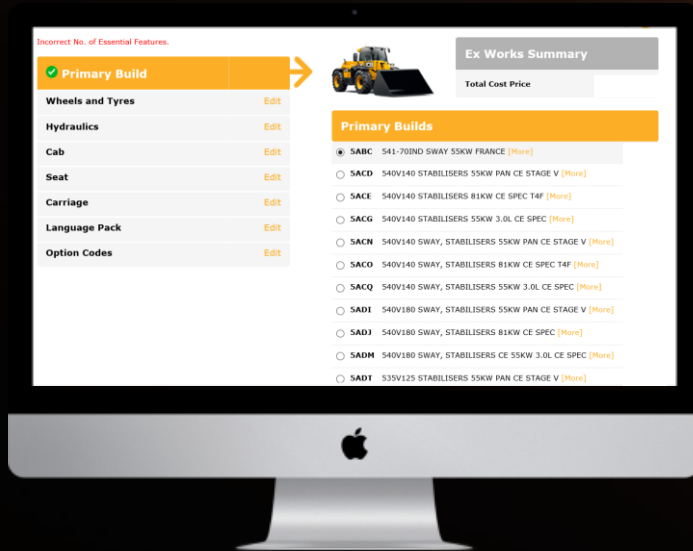 Incorrect No. of Essential Features.
Primary Build
Wheels and Tyres Edit
Hydraulics Edit
Cab Edit
Seat Edit
Carriage Edit
Language Pack Edit
Option Codes Edit
Ex Works Summary
Total Cost Price
Primary Builds
5ABC 541-70IND SWAY 55KW FRANCE [More]
5ACD 540V140 STABILISERS 55KW PAN CE STAGE V [More]
5ACE 540V140 STABILISERS 81KW CE SPEC T4F [More]
5ACG 540V140 STABILISERS 55KW 3.0L CE SPEC [More]
5ACN 540V140 SWAY, STABILISERS 55KW PAN CE STAGE V [More]
5ACO 540V140 SWAY, STABILISERS 81KW CE SPEC T4F [More]
5ACQ 540V140 SWAY, STABILISERS 55KW 3.0L CE SPEC [More]
5ADI 540V180 SWAY, STABILISERS 55KW PAN CE STAGE V [More]
5ADJ 540V180 SWAY, STABILISERS 81KW CE SPEC [More]
5ADM 540V180 SWAY, STABILISERS CE 55KW 3.0L CE SPEC [More]
5ADT 535V125 STABILISERS 55KW PAN CE STAGE V [More]